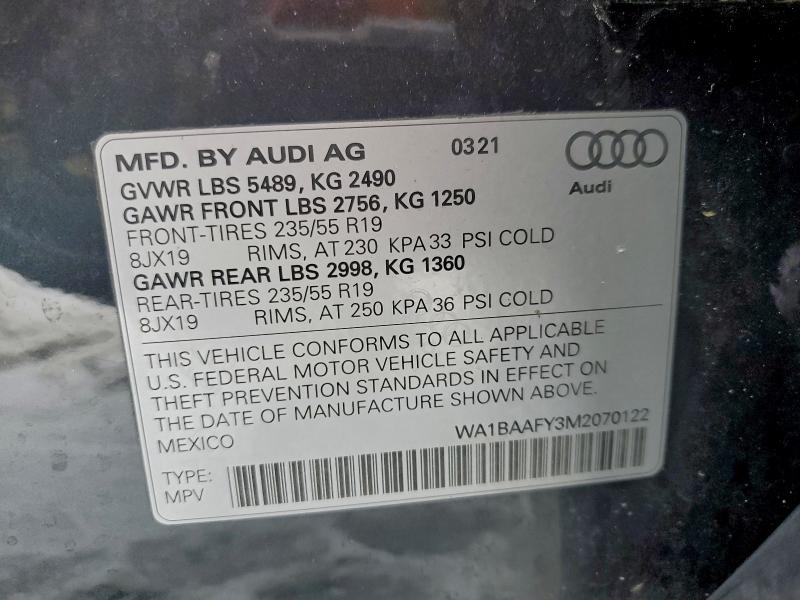 MFD. BY AUDI AG 0321
Audi
GVWR LBS 5489, KG 2490
GAWR FRONT LBS 2756, KG 1250
FRONT-TIRES 235/55 R19
8JX19 RIMS, AT 230 KPA 33 PSI COLD
GAWR REAR LBS 2998, KG 1360
REAR-TIRES 235/55 R19
8JX19 RIMS, AT 250 KPA 36 PSI COLD
THIS VEHICLE CONFORMS TO ALL APPLICABLE
U.S. FEDERAL MOTOR VEHICLE SAFETY AND
THEFT PREVENTION STANDARDS IN EFFECT ON
THE DATE OF MANUFACTURE SHOWN ABOVE.
MEXICO WA1BAAFY3M2070122
TYPE:
MPV